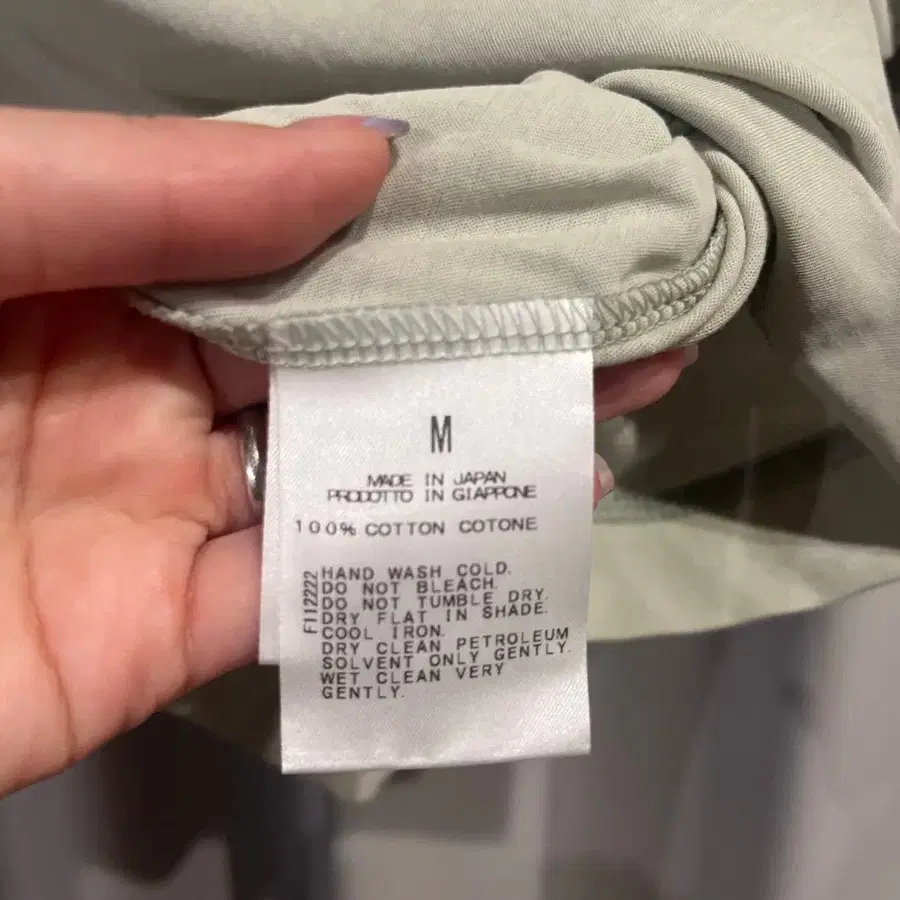 M
MADE IN JAPAN
PRODOTTO IN GIAPPONE
100% COTTON COTONE
F112222
HAND WASH COLD.
DO NOT BLEACH.
DO NOT TUMBLE DRY.
DRY FLAT IN SHADE.
COOL IRON.
DRY CLEAN PETROLEUM
SOLVENT ONLY GENTLY.
WET CLEAN VERY
GENTLY.